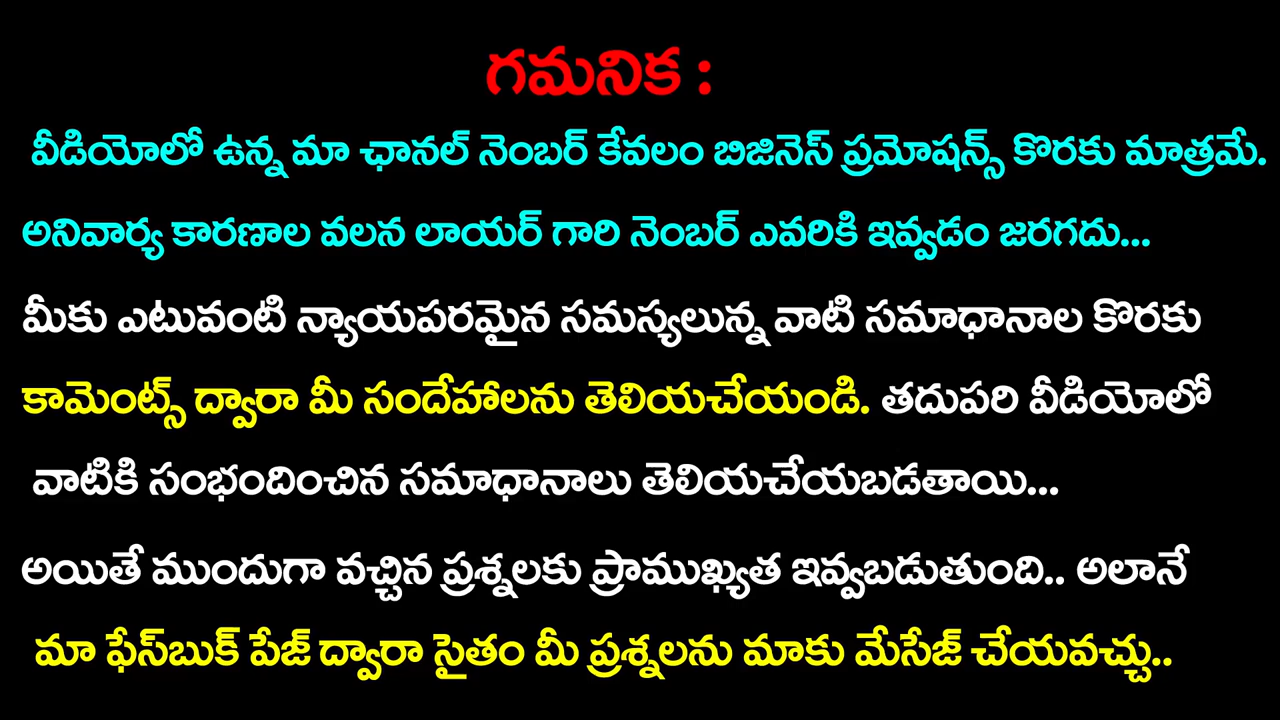 గమనిక :
వీడియోలో ఉన్న మా ఛానల్ నెంబర్ కేవలం బిజినెస్ ప్రమోషన్స్ కొరకు మాత్రమే.
అనివార్య కారణాల వలన లాయర్ గారి నెంబర్ ఎవరికి ఇవ్వడం జరగదు...
మీకు ఎటువంటి న్యాయపరమైన సమస్యలున్న వాటి సమాధానాల కొరకు
కామెంట్స్ ద్వారా మీ సందేహాలను తెలియచేయండి. తదుపరి వీడియోలో
వాటికి సంభందించిన సమాధానాలు తెలియచేయబడతాయి...
అయితే ముందుగా వచ్చిన ప్రశ్నలకు ప్రాముఖ్యత ఇవ్వబడుతుంది.. అలానే
మా ఫేస్‌బుక్ పేజ్ ద్వారా సైతం మీ ప్రశ్నలను మాకు మేసేజ్ చేయవచ్చు..